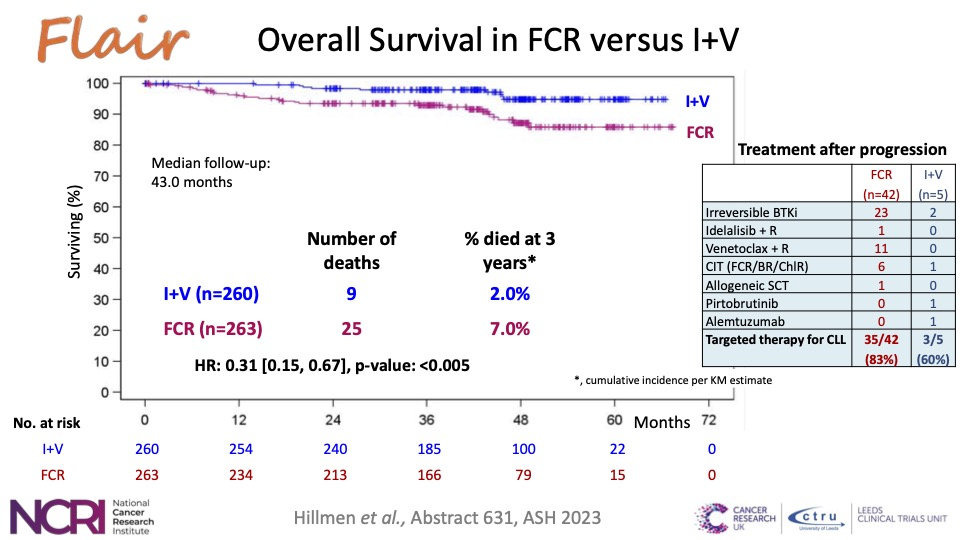 Flair
Overall Survival in FCR versus I+V
Surviving (%)
100
90
80
70
60
50
40
30
20
10
0
I+V
FCR
Median follow-up:
43.0 months
Number of
deaths
% died at 3
years*
I+V (n=260) 9 2.0%
FCR (n=263) 25 7.0%
HR: 0.31 [0.15, 0.67], p-value: <0.005
Treatment after progression
FCR I+V
(n=42) (n=5)
Irreversible BTKi 23 2
Idelalisib + R 1 0
Venetoclax + R 11 0
CIT (FCR/BR/ChlR) 6 1
Allogeneic SCT 1 0
Pirtobrutinib 0 1
Alemtuzumab 0 1
Targeted therapy for CLL 35/42 3/5
(83%) (60%)
*, cumulative incidence per KM estimate
0 12 24 36 48 60 Months 72
No. at risk
I+V 260 254 240 185 100 22 0
FCR 263 234 213 166 79 15 0
NCRI
National
Cancer
Research
Institute
Hillmen et al., Abstract 631, ASH 2023
CANCER
RESEARCH
UK
ctru
University of Leeds
LEEDS
CLINICAL TRIALS UNIT